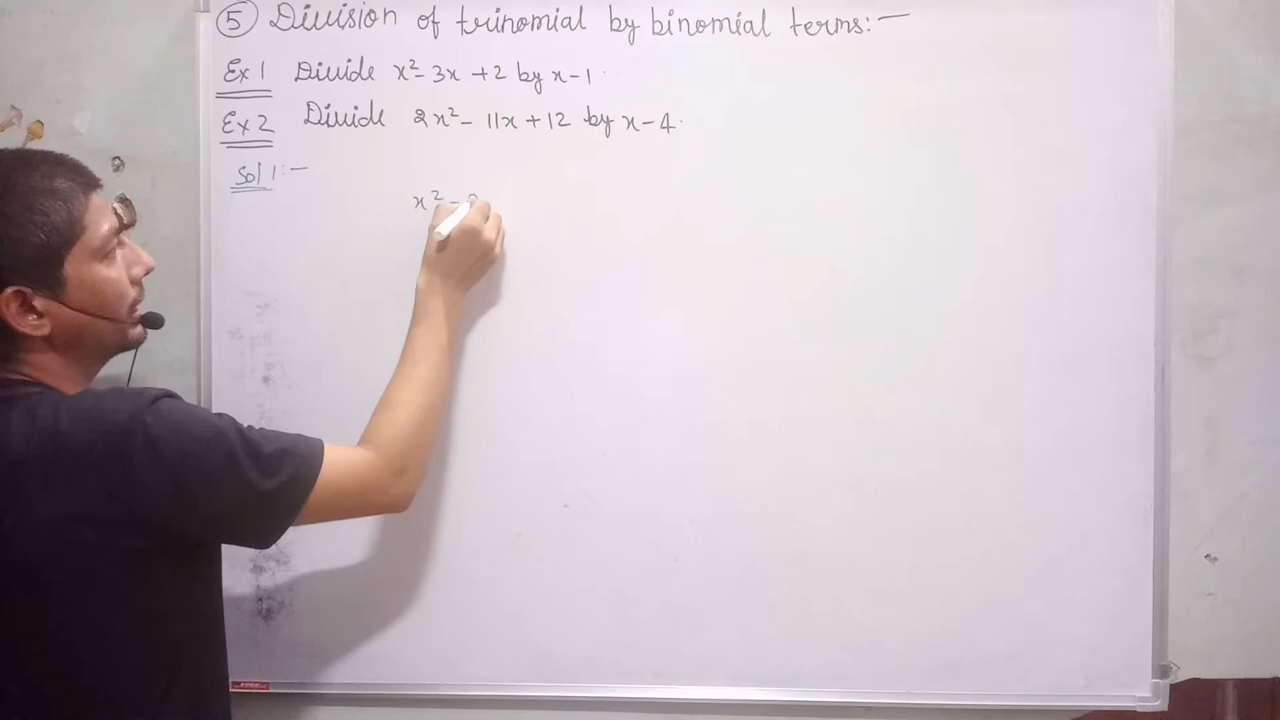 ⑤ Division of trinomial by binomial terms:—
Ex 1 Divide x² - 3x + 2 by x - 1.
Ex 2 Divide 2x² - 11x + 12 by x - 4.
Sol 1:—
x² -